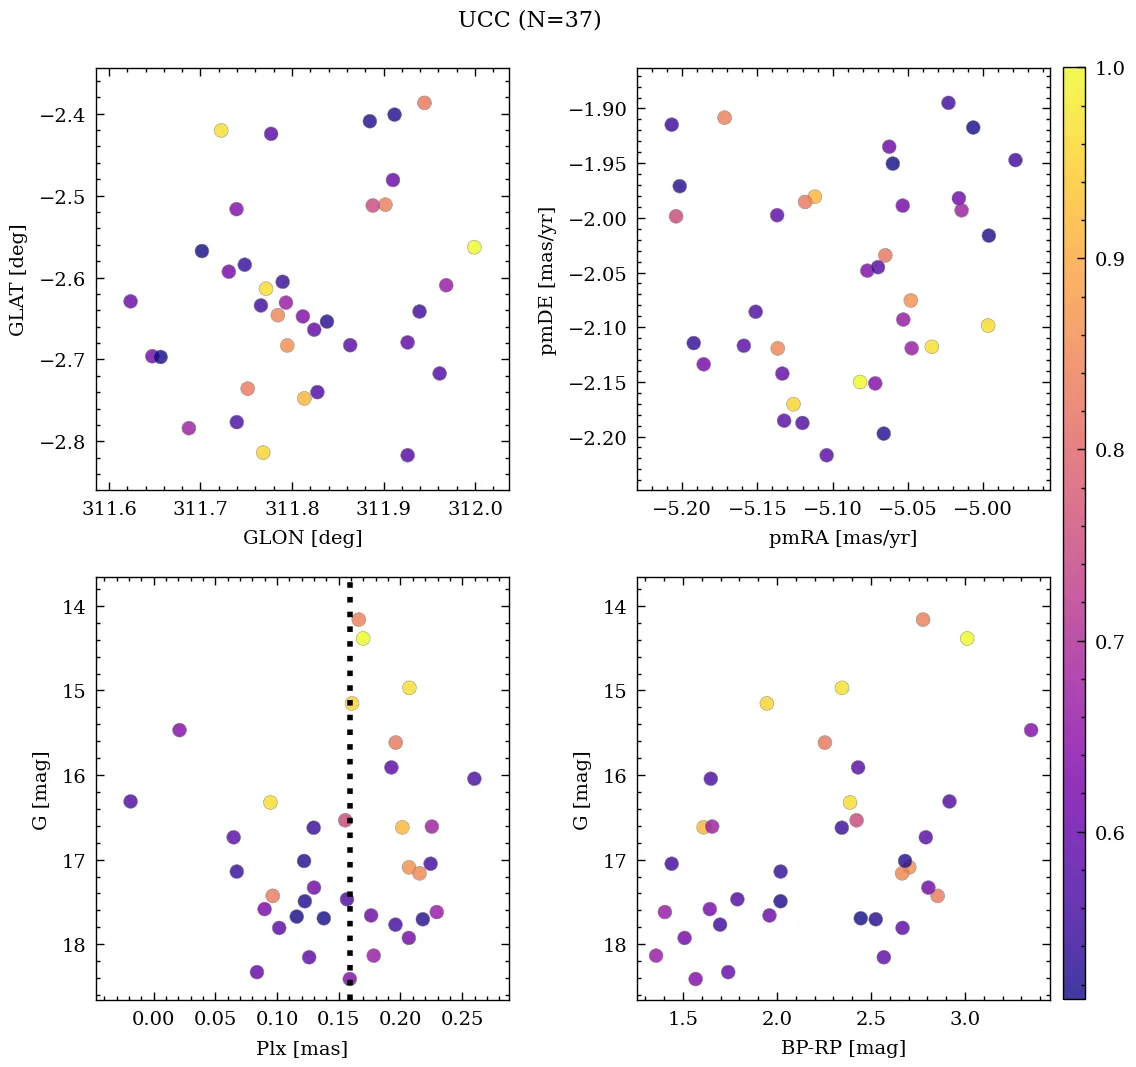 UCC (N=37)
−2.4
−2.5
−2.6
−2.7
−2.8
GLAT [deg]
311.6 311.7 311.8 311.9 312.0
GLON [deg]
−1.90
−1.95
−2.00
−2.05
−2.10
−2.15
−2.20
pmDE [mas/yr]
−5.20 −5.15 −5.10 −5.05 −5.00
pmRA [mas/yr]
1.0
0.9
0.8
0.7
0.6
14
15
16
17
18
G [mag]
0.00 0.05 0.10 0.15 0.20 0.25
Plx [mas]
14
15
16
17
18
G [mag]
1.5 2.0 2.5 3.0
BP-RP [mag]